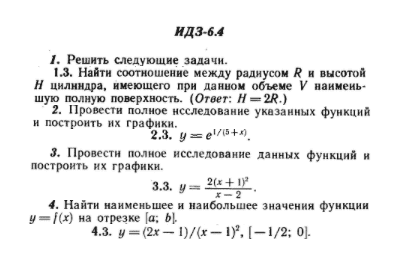 ИДЗ-6.4
1. Решить следующие задачи.
1.3. Найти соотношение между радиусом R и высотой
H цилиндра, имеющего при данном объеме V наимень-
шую полную поверхность. (Ответ: H = 2R.)
2. Провести полное исследование указанных функций
и построить их графики.
2.3. y = e^{1/(5+x)}.
3. Провести полное исследование данных функций и
построить их графики.
3.3. y = \frac{2(x+1)^2}{x-2}.
4. Найти наименьшее и наибольшее значения функции
y = f(x) на отрезке [a; b].
4.3. y = (2x − 1)/(x − 1)², [−1/2; 0].